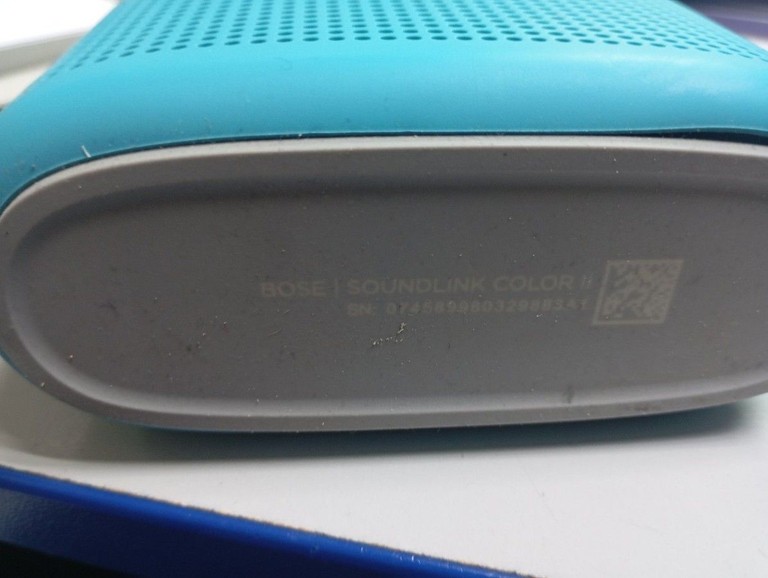 BOSE | SOUNDLINK COLOR II
SN: